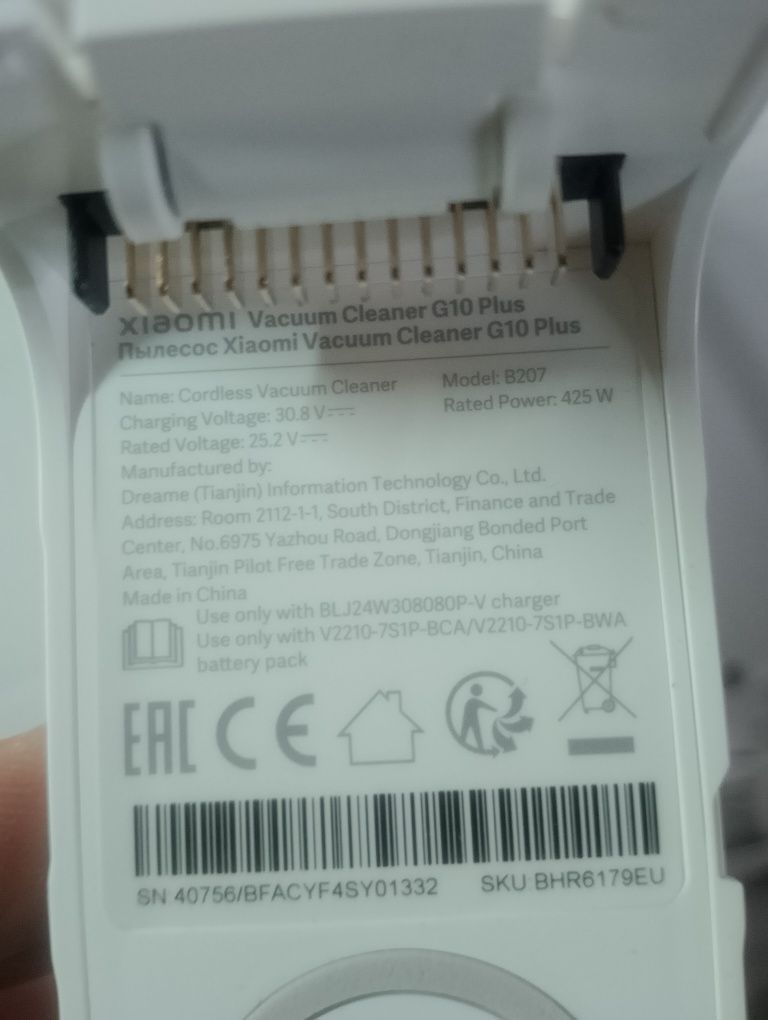 xiaomi Vacuum Cleaner G10 Plus
Пылесос Xiaomi Vacuum Cleaner G10 Plus
Name: Cordless Vacuum Cleaner Model: B207
Charging Voltage: 30.8 V⎓ Rated Power: 425 W
Rated Voltage: 25.2 V⎓
Manufactured by:
Dreame (Tianjin) Information Technology Co., Ltd.
Address: Room 2112-1-1, South District, Finance and Trade
Center, No.6975 Yazhou Road, Dongjiang Bonded Port
Area, Tianjin Pilot Free Trade Zone, Tianjin, China
Made in China
Use only with BLJ24W308080P-V charger
Use only with V2210-7S1P-BCA/V2210-7S1P-BWA
battery pack
EAC CE
SN 40756/BFACYF4SY01332 SKU BHR6179EU